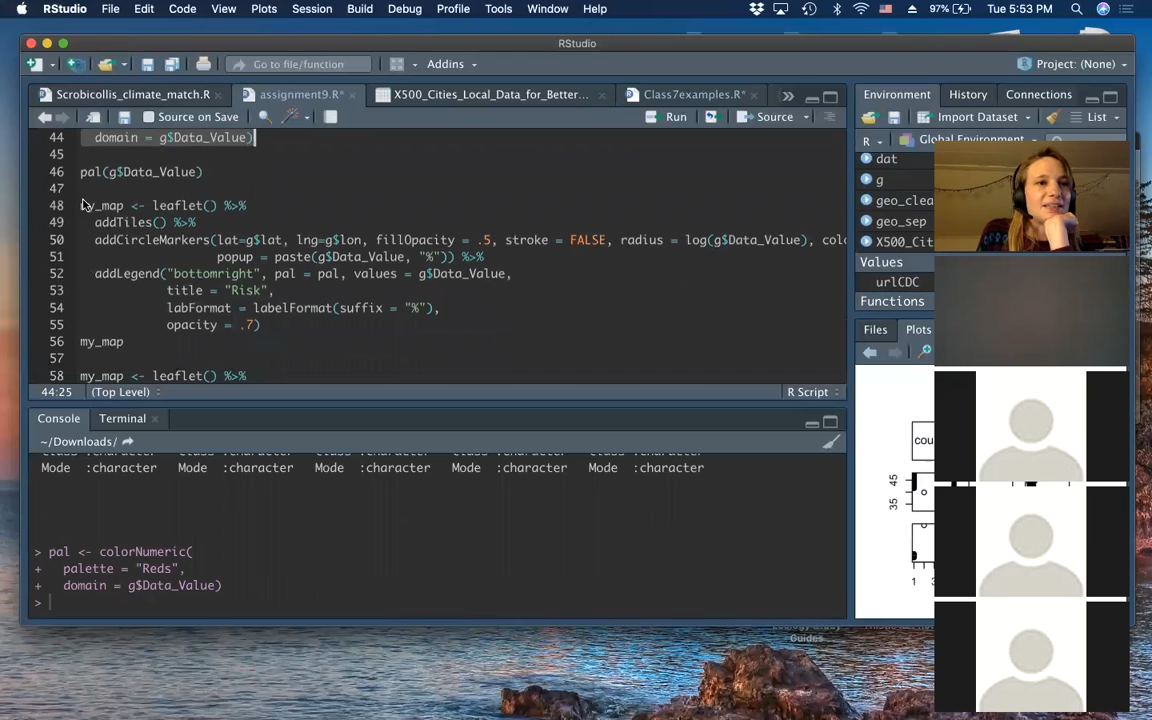 RStudio File Edit Code View Plots Session Build Debug Profile Tools Window Help 97% Tue 5:53 PM
RStudio
Go to file/function Addins Project: (None)
Scrobicollis_climate_match.R assignment9.R* X500_Cities_Local_Data_for_Better... Class7examples.R*
Source on Save Run Source
44 domain = g$Data_Value)
45
46 pal(g$Data_Value)
47
48 my_map <- leaflet() %>%
49 addTiles() %>%
50 addCircleMarkers(lat=g$lat, lng=g$lon, fillOpacity = .5, stroke = FALSE, radius = log(g$Data_Value), colo
51 popup = paste(g$Data_Value, "%")) %>%
52 addLegend("bottomright", pal = pal, values = g$Data_Value,
53 title = "Risk",
54 labFormat = labelFormat(suffix = "%"),
55 opacity = .7)
56 my_map
57
58 my_map <- leaflet() %>%
44:25 (Top Level) R Script
Console Terminal
~/Downloads/
Mode :character Mode :character Mode :character Mode :character Mode :character
> pal <- colorNumeric(
+ palette = "Reds",
+ domain = g$Data_Value)
>
Environment History Connections
Import Dataset List
R Global Environment
dat
g
geo_clea
geo_sep
X500_Cit
Values
urlCDC
Functions
Files Plots
cou
45
35
1
Guides